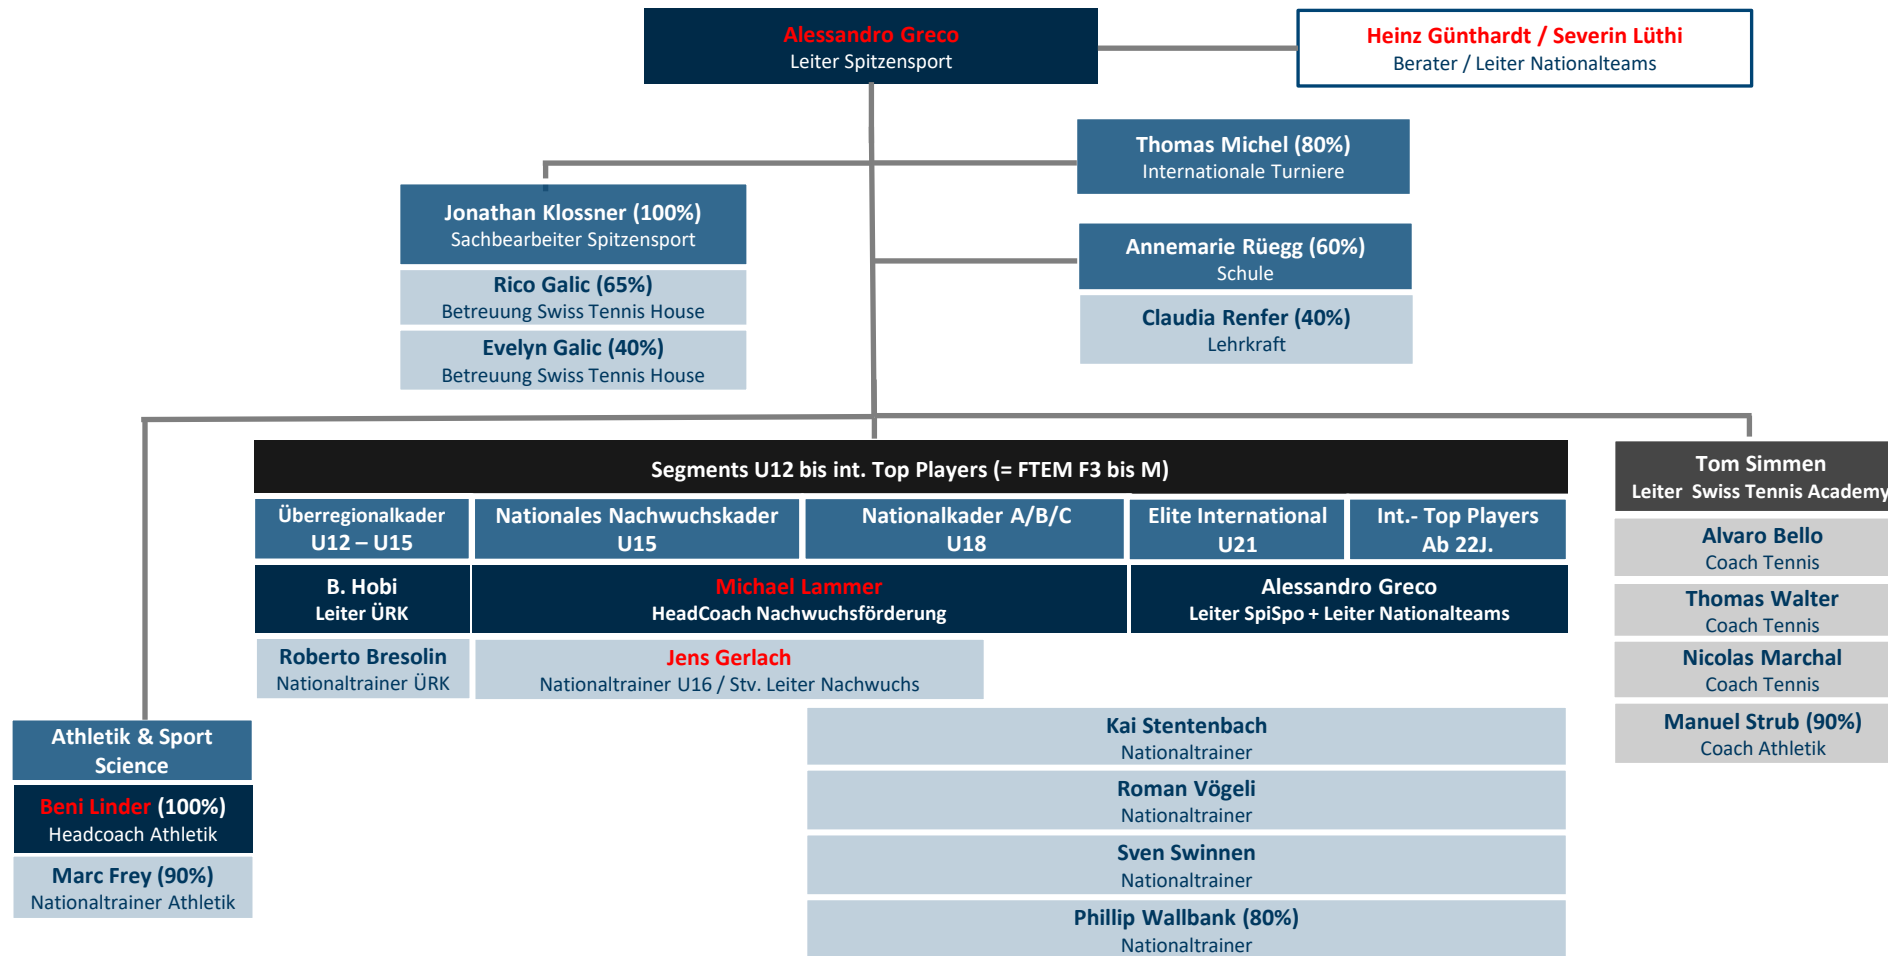 Alessandro Greco
Leiter Spitzensport
Heinz Günthardt / Severin Lüthi
Berater / Leiter Nationalteams
Thomas Michel (80%)
Internationale Turniere
Jonathan Klossner (100%)
Sachbearbeiter Spitzensport
Rico Galic (65%)
Betreuung Swiss Tennis House
Evelyn Galic (40%)
Betreuung Swiss Tennis House
Annemarie Rüegg (60%)
Schule
Claudia Renfer (40%)
Lehrkraft
Segments U12 bis int. Top Players (= FTEM F3 bis M)
Überregionalkader
U12 – U15
Nationales Nachwuchskader
U15
Nationalkader A/B/C
U18
Elite International
U21
Int.- Top Players
Ab 22J.
B. Hobi
Leiter ÜRK
Michael Lammer
HeadCoach Nachwuchsförderung
Alessandro Greco
Leiter SpiSpo + Leiter Nationalteams
Roberto Bresolin
Nationaltrainer ÜRK
Jens Gerlach
Nationaltrainer U16 / Stv. Leiter Nachwuchs
Kai Stentenbach
Nationaltrainer
Roman Vögeli
Nationaltrainer
Sven Swinnen
Nationaltrainer
Phillip Wallbank (80%)
Nationaltrainer
Athletik & Sport
Science
Beni Linder (100%)
Headcoach Athletik
Marc Frey (90%)
Nationaltrainer Athletik
Tom Simmen
Leiter Swiss Tennis Academy
Alvaro Bello
Coach Tennis
Thomas Walter
Coach Tennis
Nicolas Marchal
Coach Tennis
Manuel Strub (90%)
Coach Athletik